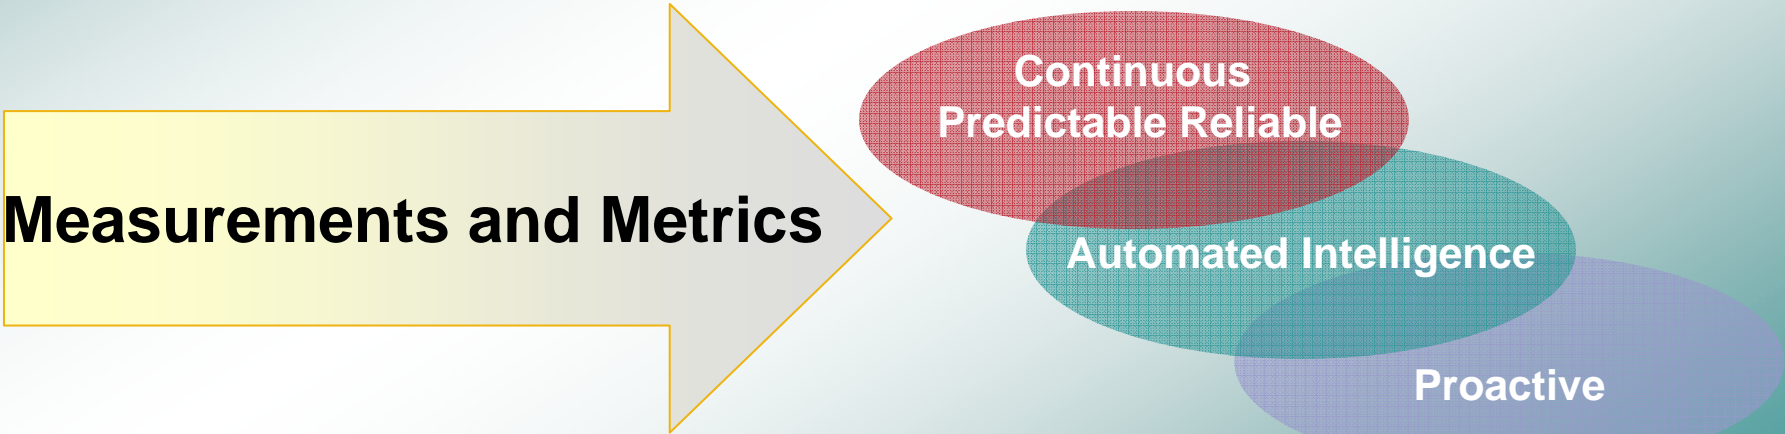 Measurements and Metrics
Continuous
Predictable Reliable
Automated Intelligence
Proactive